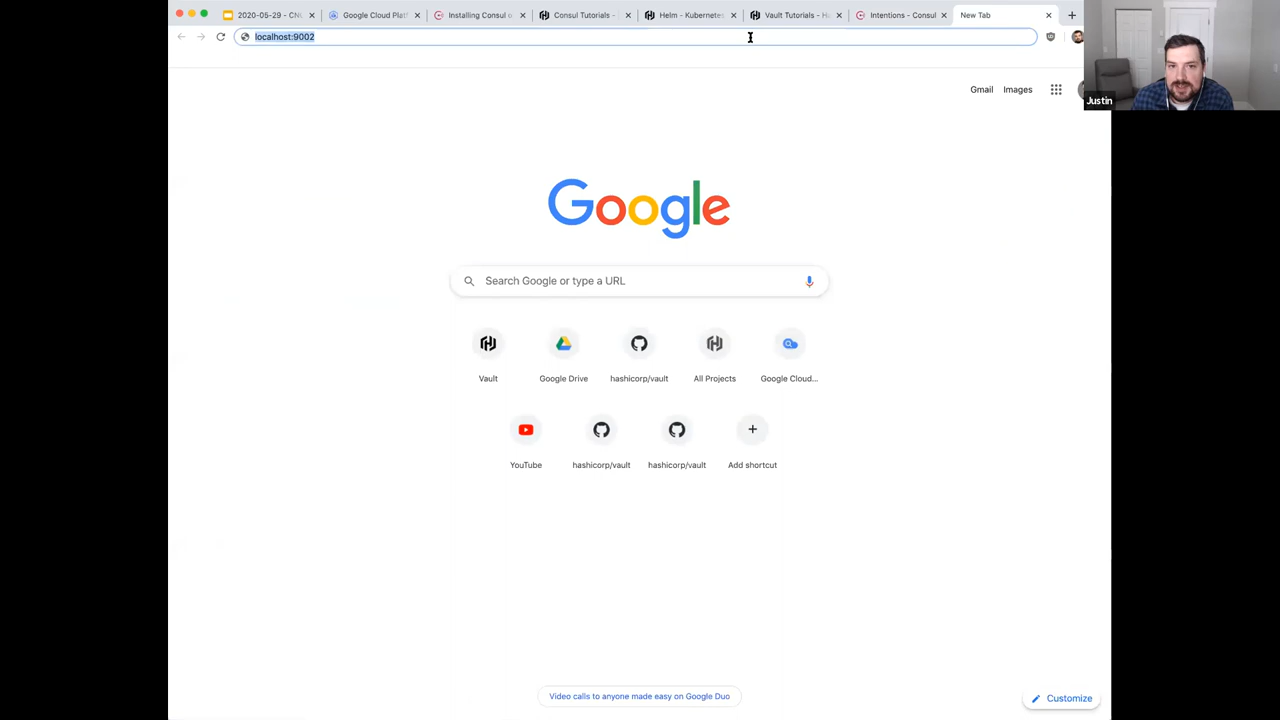 2020-05-29 - CN
Google Cloud Plat
Installing Consul o
Consul Tutorials -
Helm - Kubernetes
Vault Tutorials - Ha
Intentions - Consul
New Tab
localhost:9002
Gmail
Images
Justin
Google
Search Google or type a URL
Vault
Google Drive
hashicorp/vault
All Projects
Google Cloud...
YouTube
hashicorp/vault
hashicorp/vault
Add shortcut
Video calls to anyone made easy on Google Duo
Customize